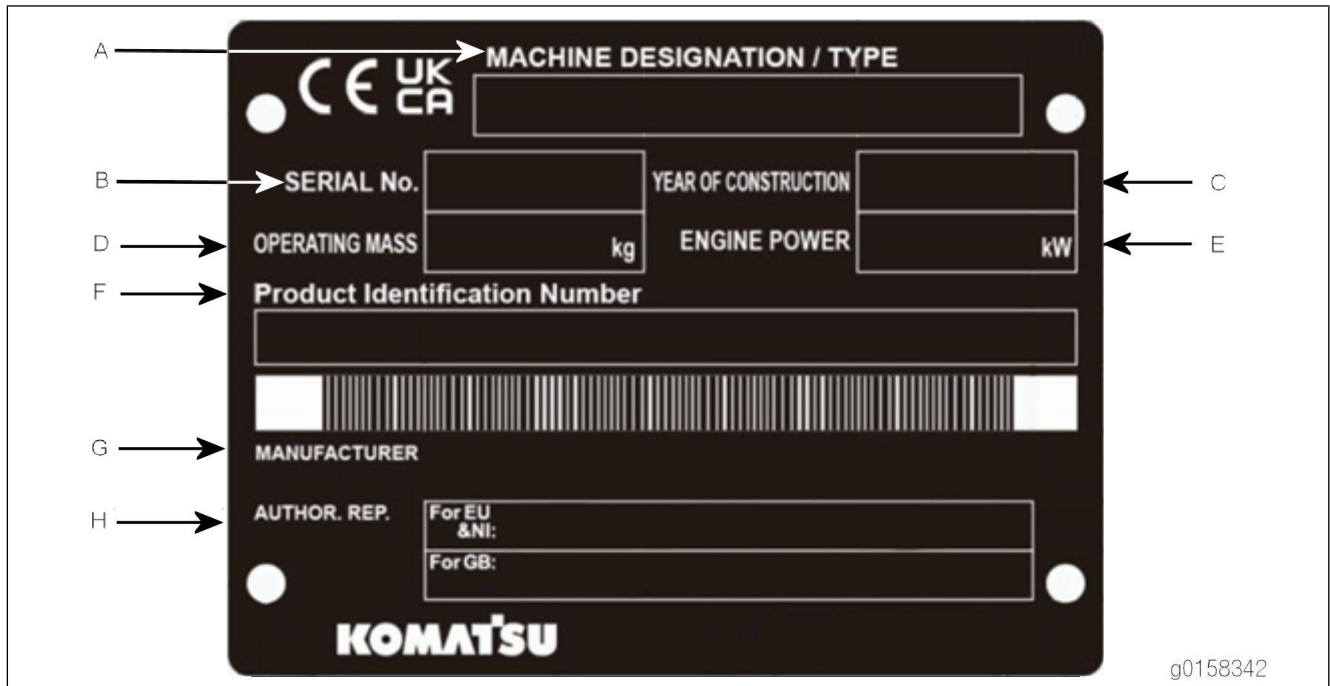 A
MACHINE DESIGNATION / TYPE
CE UK
CA
B
SERIAL No.
YEAR OF CONSTRUCTION
C
D
OPERATING MASS
kg
ENGINE POWER
kW
E
F
Product Identification Number
G
MANUFACTURER
H
AUTHOR. REP.
For EU
&NI:
For GB:
KOMATSU
g0158342